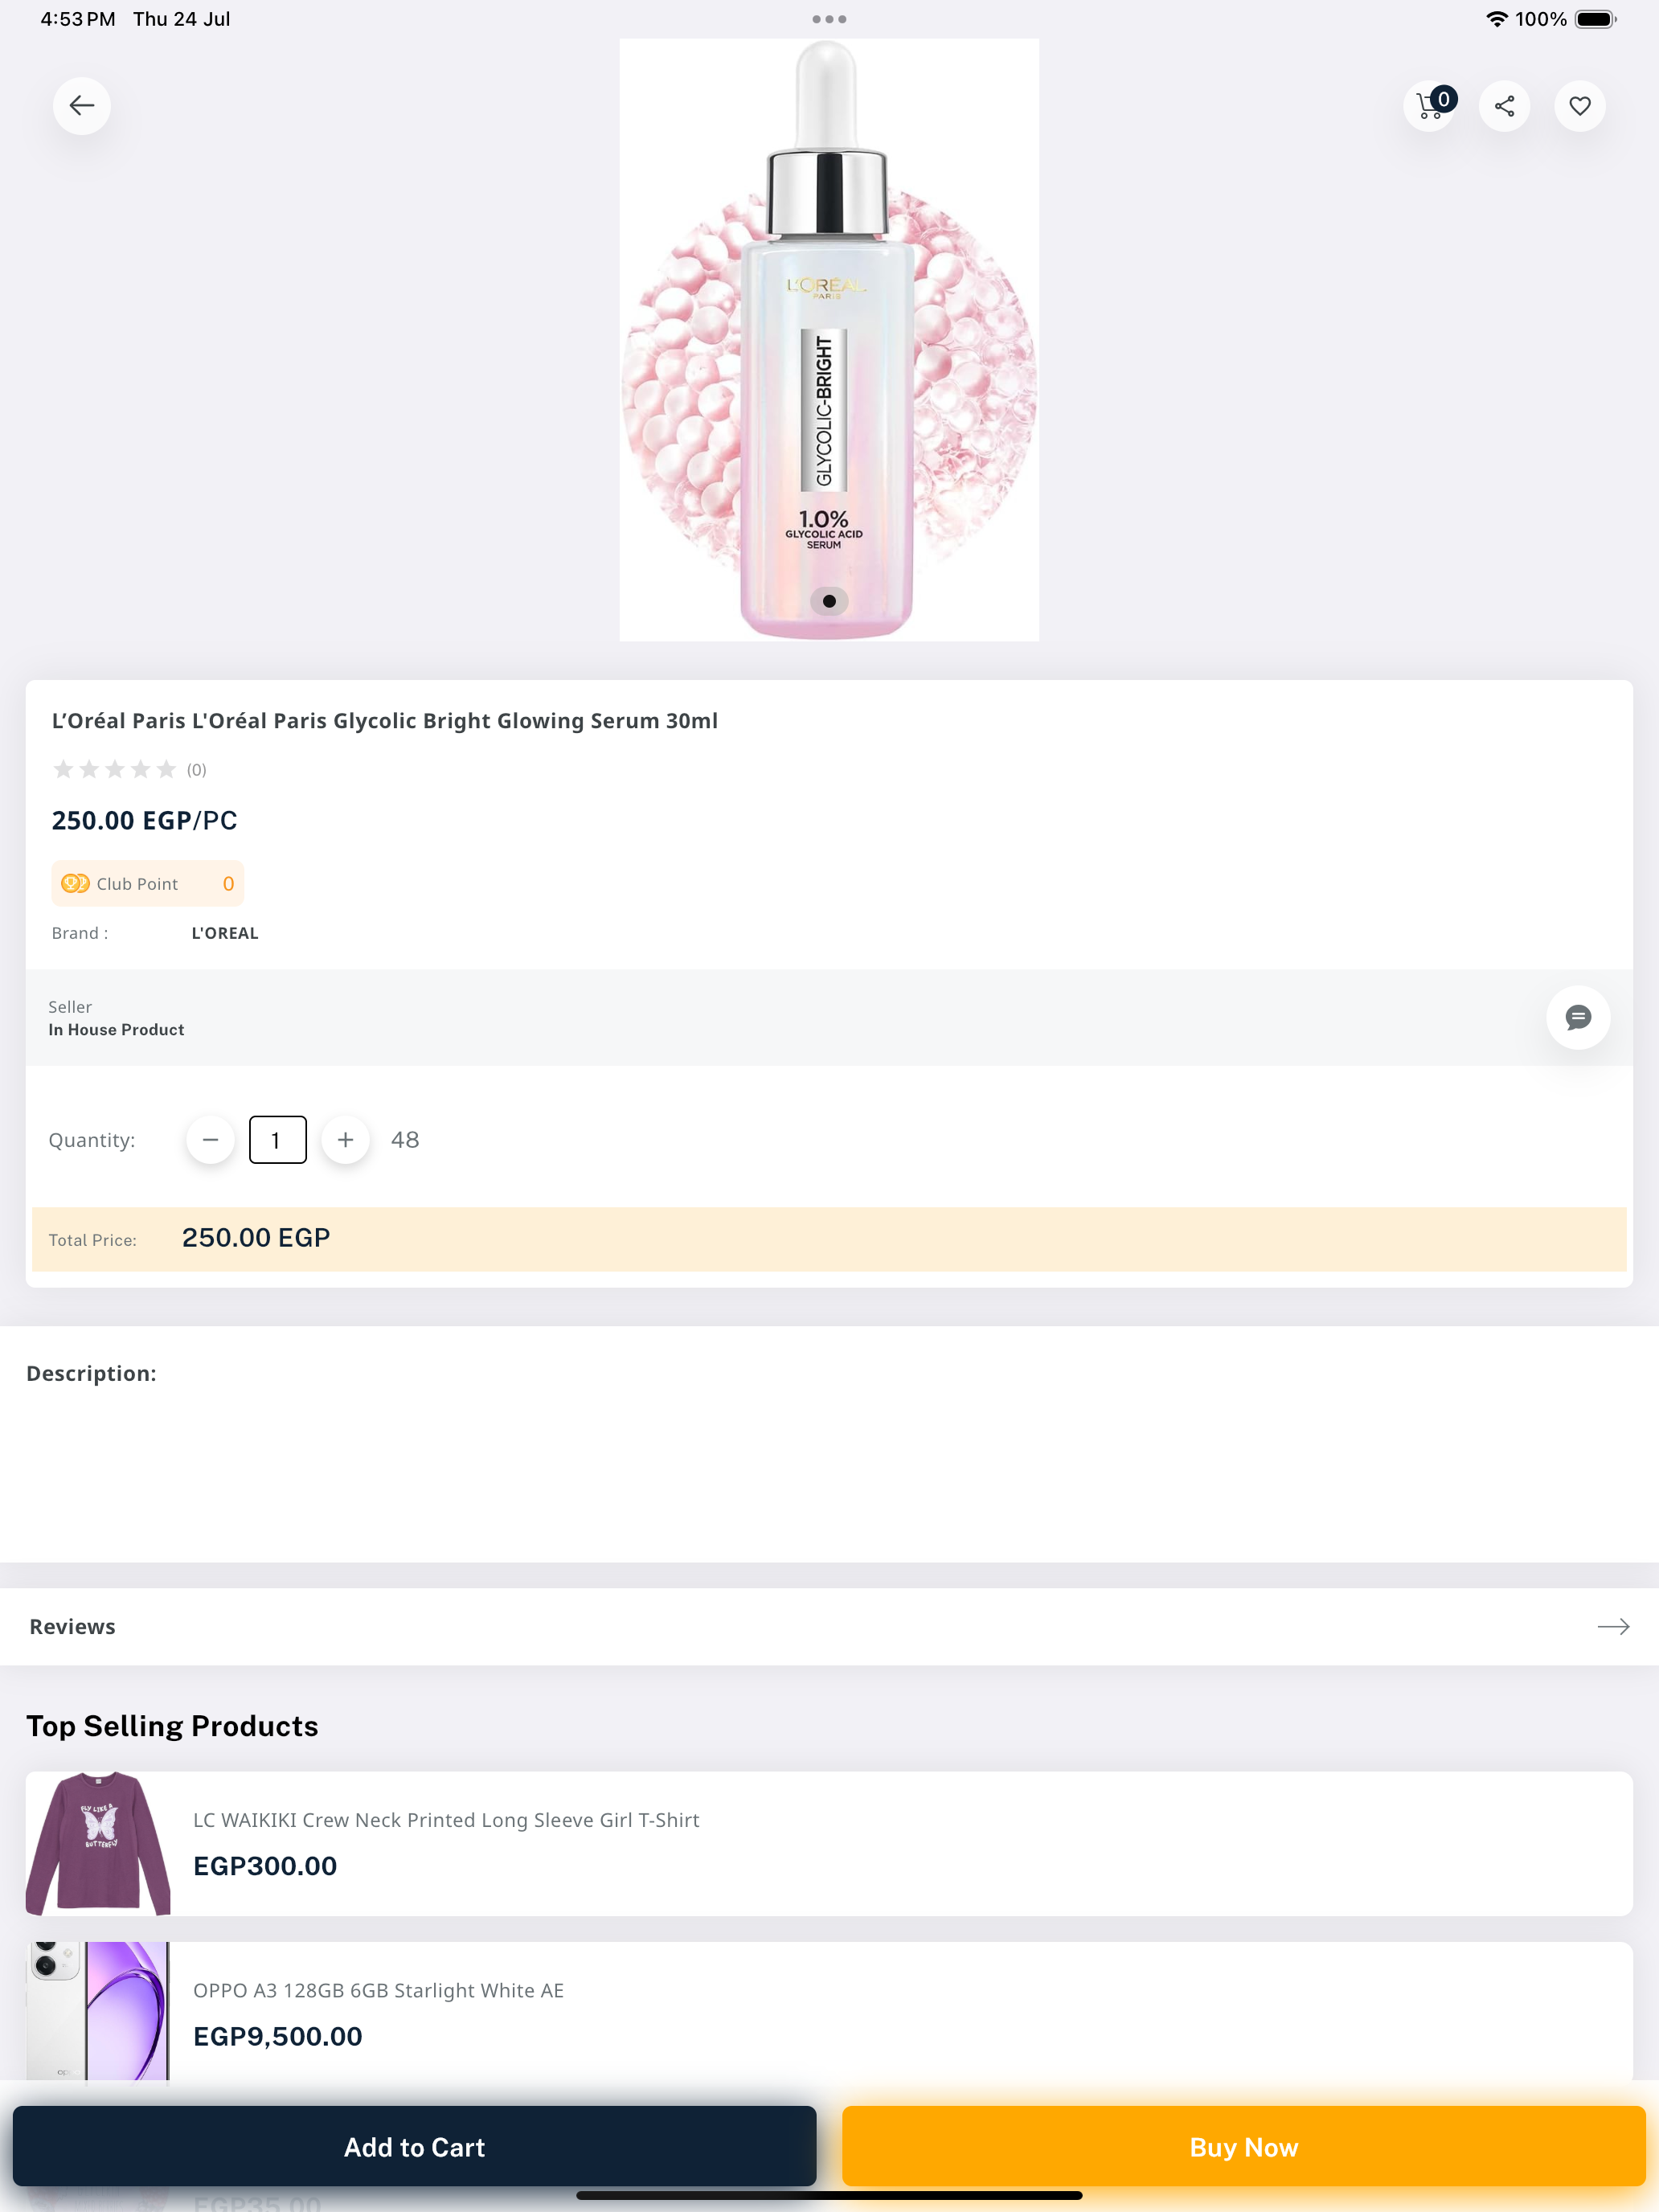 4:53 PM Thu 24 Jul
100%
0
L'ORÉAL
PARIS
GLYCOLIC-BRIGHT
1.0%
GLYCOLIC ACID
SERUM
L’Oréal Paris L'Oréal Paris Glycolic Bright Glowing Serum 30ml
(0)
250.00 EGP/PC
Club Point 0
Brand : L'OREAL
Seller
In House Product
Quantity: 1 48
Total Price: 250.00 EGP
Description:
Reviews
Top Selling Products
FLY LIKE A
BUTTERFLY
LC WAIKIKI Crew Neck Printed Long Sleeve Girl T-Shirt
EGP300.00
OPPO A3 128GB 6GB Starlight White AE
EGP9,500.00
Add to Cart
Buy Now
EGP35.00